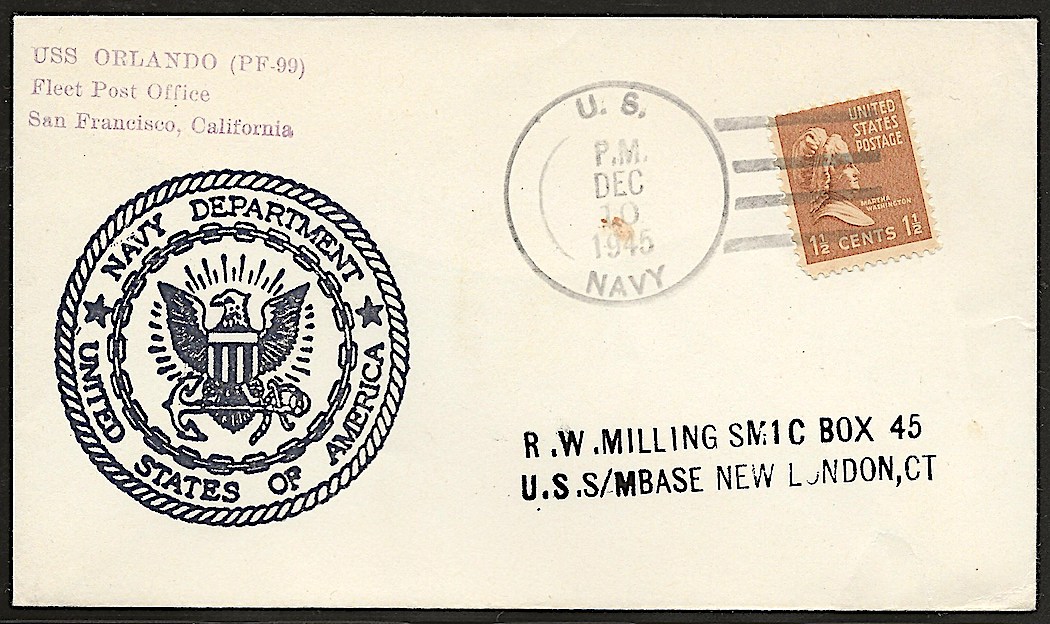 USS ORLANDO (PF-99)
Fleet Post Office
San Francisco, California
NAVY DEPARTMENT
UNITED STATES OF AMERICA
U. S.
P.M.
DEC
10
1945
NAVY
UNITED
STATES
POSTAGE
MARTHA
WASHINGTON
1½ CENTS 1½
R.W.MILLING SM1C BOX 45
U.S.S/MBASE NEW LONDON,CT